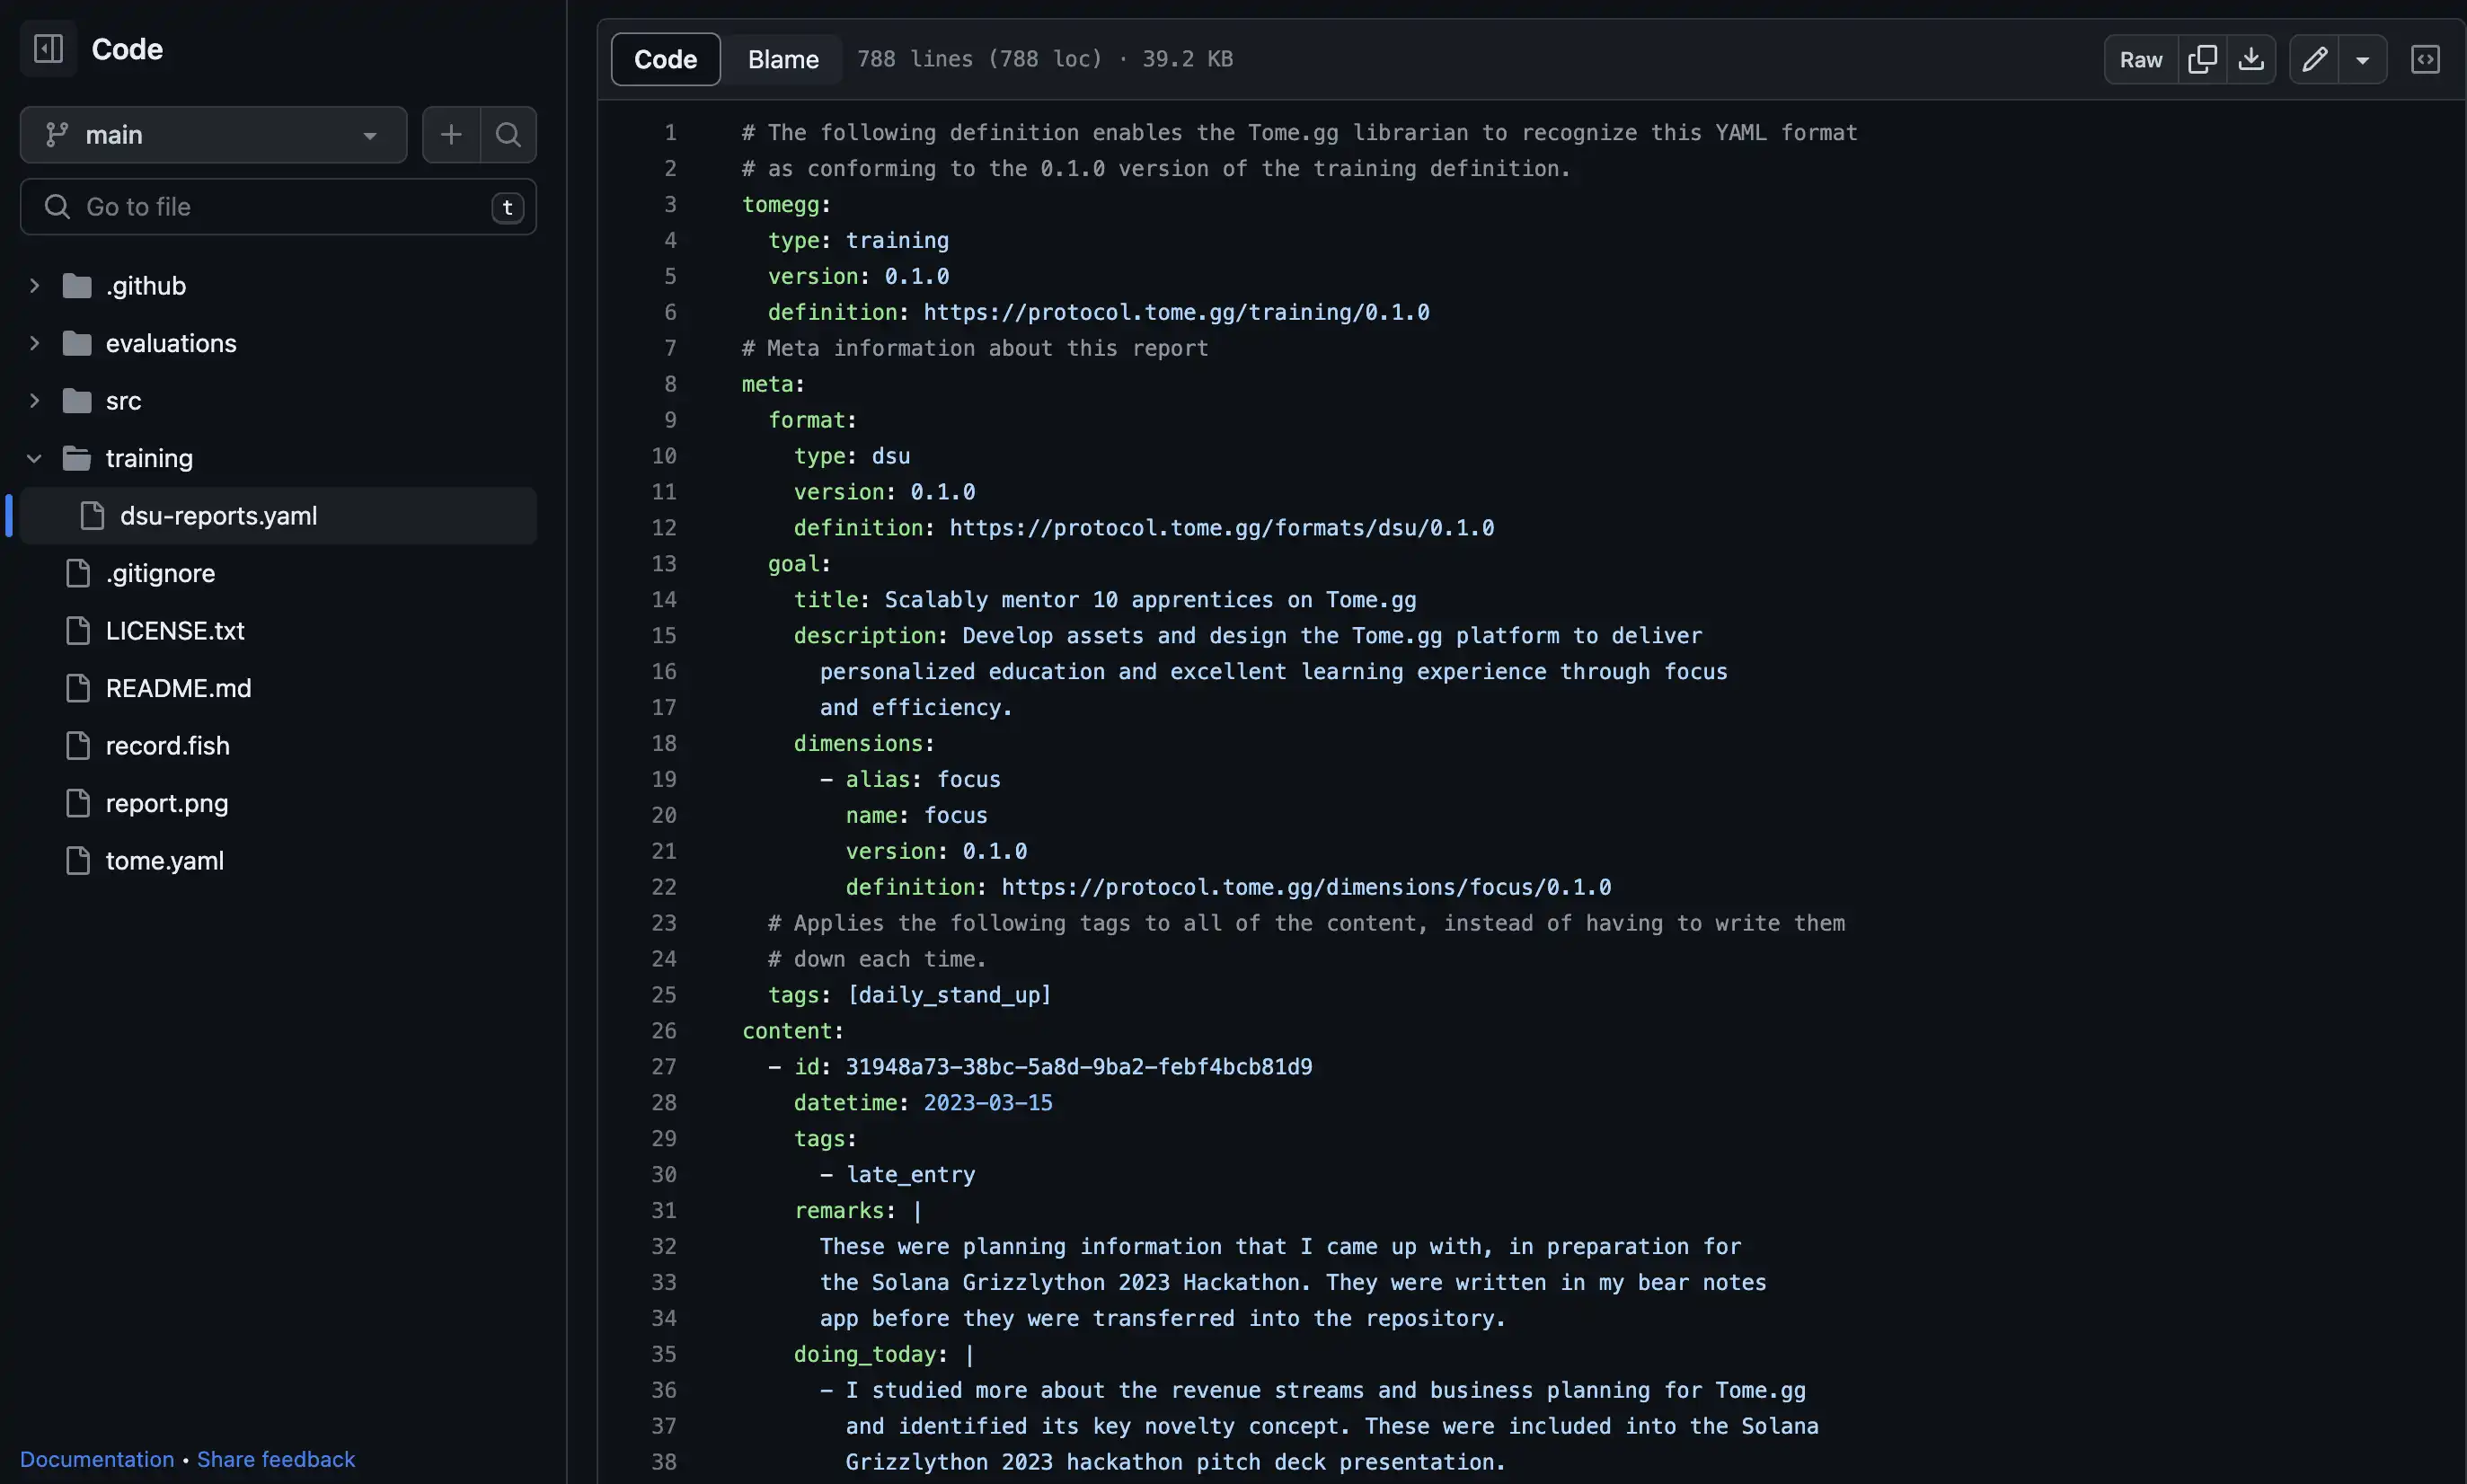 Code
main
Go to file
t
.github
evaluations
src
training
dsu-reports.yaml
.gitignore
LICENSE.txt
README.md
record.fish
report.png
tome.yaml
Documentation • Share feedback
Code Blame 788 lines (788 loc) · 39.2 KB Raw
1 # The following definition enables the Tome.gg librarian to recognize this YAML format
2 # as conforming to the 0.1.0 version of the training definition.
3 tomegg:
4   type: training
5   version: 0.1.0
6   definition: https://protocol.tome.gg/training/0.1.0
7 # Meta information about this report
8 meta:
9   format:
10     type: dsu
11     version: 0.1.0
12     definition: https://protocol.tome.gg/formats/dsu/0.1.0
13   goal:
14     title: Scalably mentor 10 apprentices on Tome.gg
15     description: Develop assets and design the Tome.gg platform to deliver
16       personalized education and excellent learning experience through focus
17       and efficiency.
18     dimensions:
19       - alias: focus
20         name: focus
21         version: 0.1.0
22         definition: https://protocol.tome.gg/dimensions/focus/0.1.0
23   # Applies the following tags to all of the content, instead of having to write them
24   # down each time.
25   tags: [daily_stand_up]
26 content:
27   - id: 31948a73-38bc-5a8d-9ba2-febf4bcb81d9
28     datetime: 2023-03-15
29     tags:
30       - late_entry
31     remarks: |
32       These were planning information that I came up with, in preparation for
33       the Solana Grizzlython 2023 Hackathon. They were written in my bear notes
34       app before they were transferred into the repository.
35     doing_today: |
36       - I studied more about the revenue streams and business planning for Tome.gg
37         and identified its key novelty concept. These were included into the Solana
38         Grizzlython 2023 hackathon pitch deck presentation.